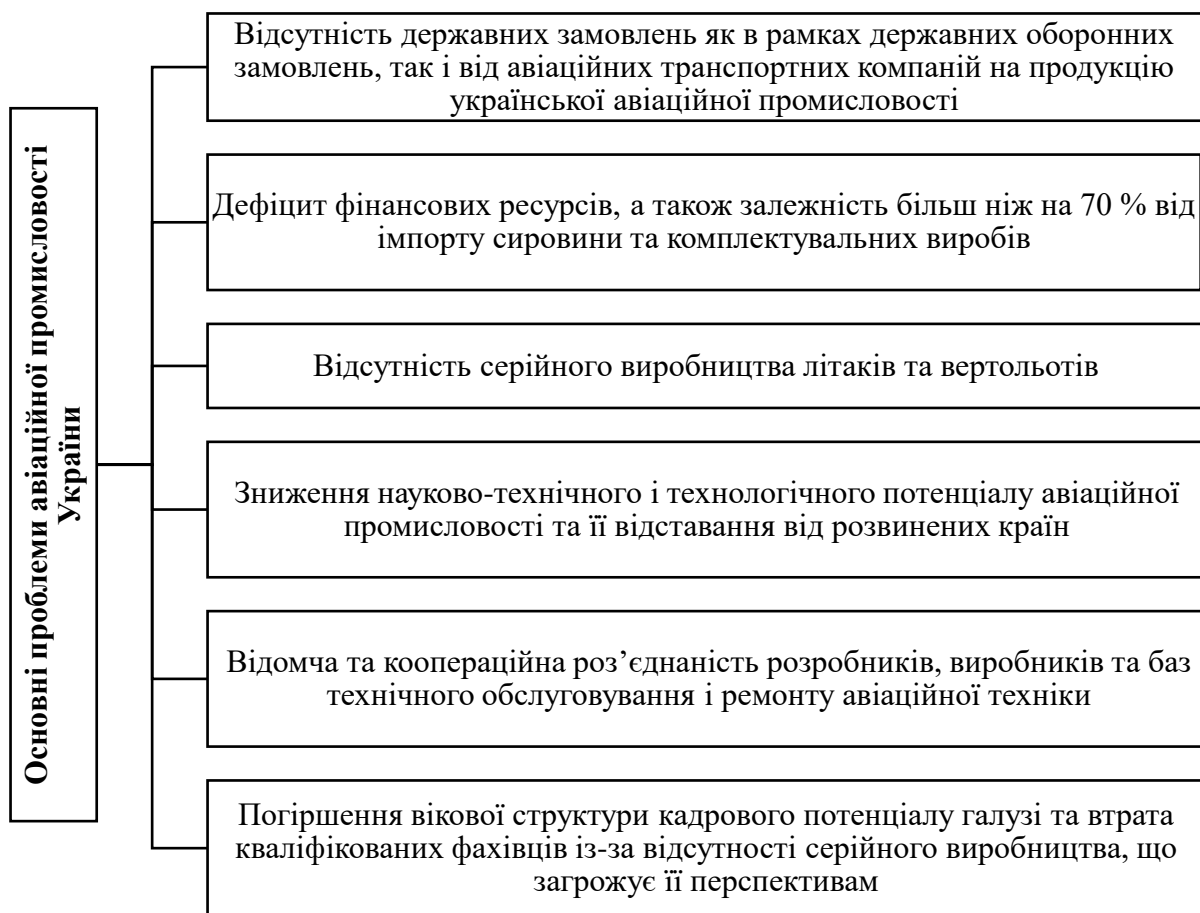 Основні проблеми авіаційної промисловості
України
Відсутність державних замовлень як в рамках державних оборонних
замовлень, так і від авіаційних транспортних компаній на продукцію
української авіаційної промисловості
Дефіцит фінансових ресурсів, а також залежність більш ніж на 70 % від
імпорту сировини та комплектувальних виробів
Відсутність серійного виробництва літаків та вертольотів
Зниження науково-технічного і технологічного потенціалу авіаційної
промисловості та її відставання від розвинених країн
Відомча та коопераційна роз’єднаність розробників, виробників та баз
технічного обслуговування і ремонту авіаційної техніки
Погіршення вікової структури кадрового потенціалу галузі та втрата
кваліфікованих фахівців із-за відсутності серійного виробництва, що
загрожує її перспективам